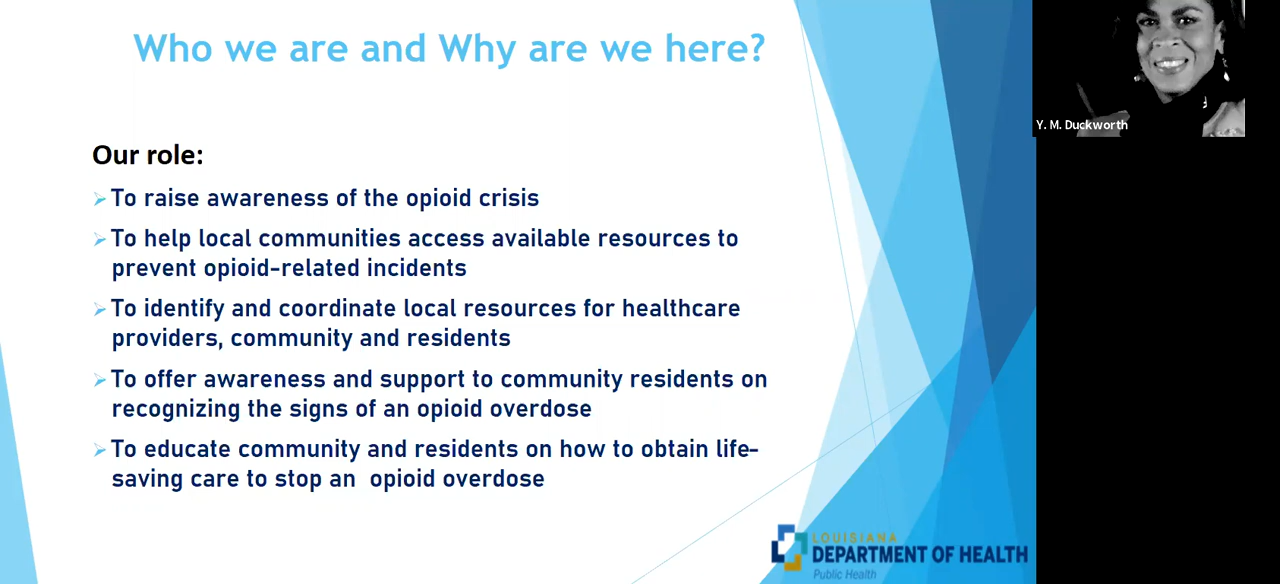 Who we are and Why are we here?
Y. M. Duckworth
Our role:
To raise awareness of the opioid crisis
To help local communities access available resources to
prevent opioid-related incidents
To identify and coordinate local resources for healthcare
providers, community and residents
To offer awareness and support to community residents on
recognizing the signs of an opioid overdose
To educate community and residents on how to obtain life-
saving care to stop an  opioid overdose
LOUISIANA
DEPARTMENT OF HEALTH
Public Health